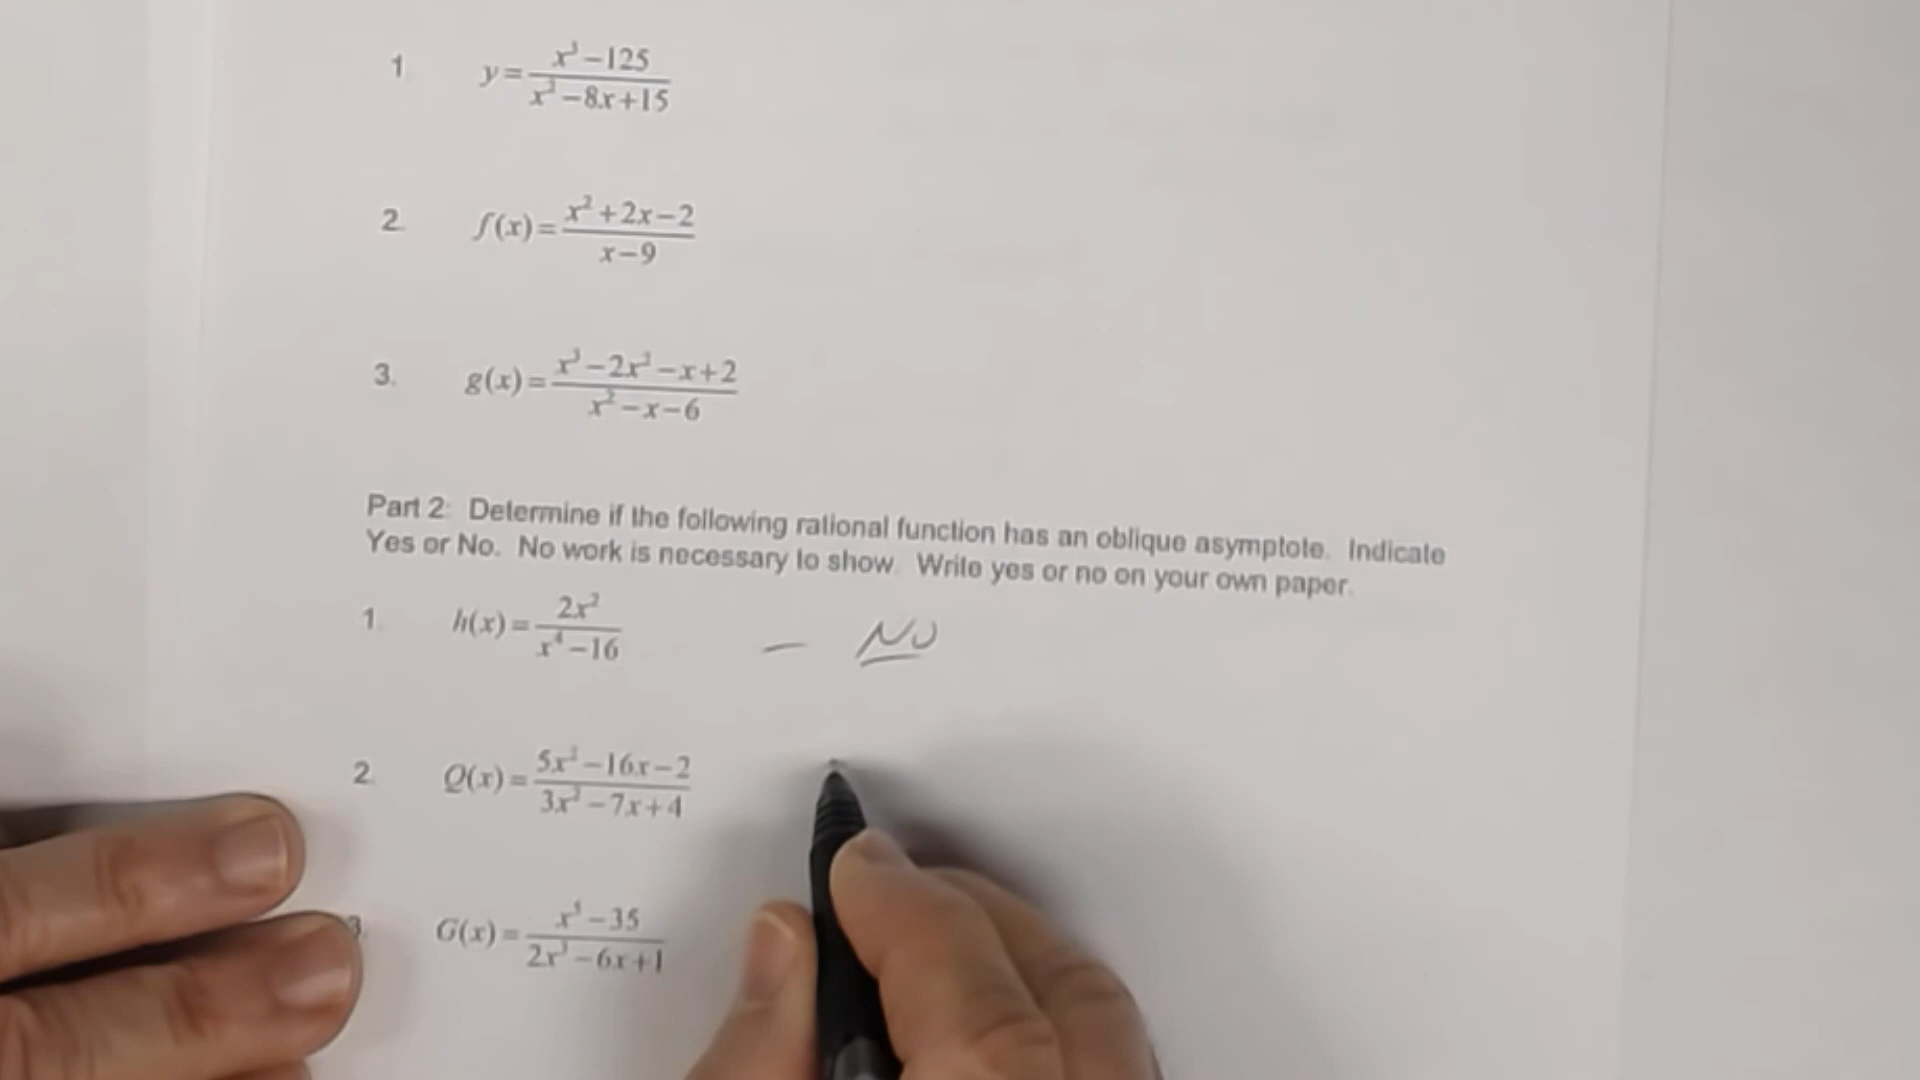 1. y = (x³ − 125)/(x² − 8x + 15)
2. f(x) = (x² + 2x − 2)/(x − 9)
3. g(x) = (x³ − 2x² − x + 2)/(x² − x − 6)
Part 2: Determine if the following rational function has an oblique asymptote. Indicate
Yes or No. No work is necessary to show. Write yes or no on your own paper.
1. h(x) = 2x²/(x⁴ − 16) — NO
2. Q(x) = (5x² − 16x − 2)/(3x² − 7x + 4)
3. G(x) = (x⁵ − 35)/(2x³ − 6x + 1)